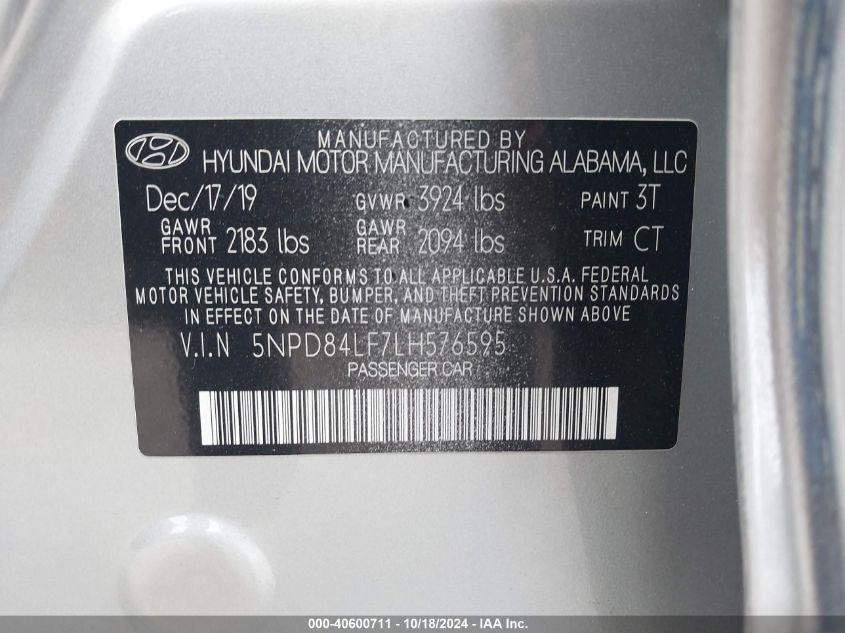 MANUFACTURED BY
HYUNDAI MOTOR MANUFACTURING ALABAMA, LLC
Dec/17/19 GVWR 3924 lbs PAINT 3T
GAWR FRONT 2183 lbs GAWR REAR 2094 lbs TRIM CT
THIS VEHICLE CONFORMS TO ALL APPLICABLE U.S.A. FEDERAL
MOTOR VEHICLE SAFETY, BUMPER, AND THEFT PREVENTION STANDARDS
IN EFFECT ON THE DATE OF MANUFACTURE SHOWN ABOVE
V.I.N 5NPD84LF7LH576595
PASSENGER CAR
000-40600711 - 10/18/2024 - IAA Inc.